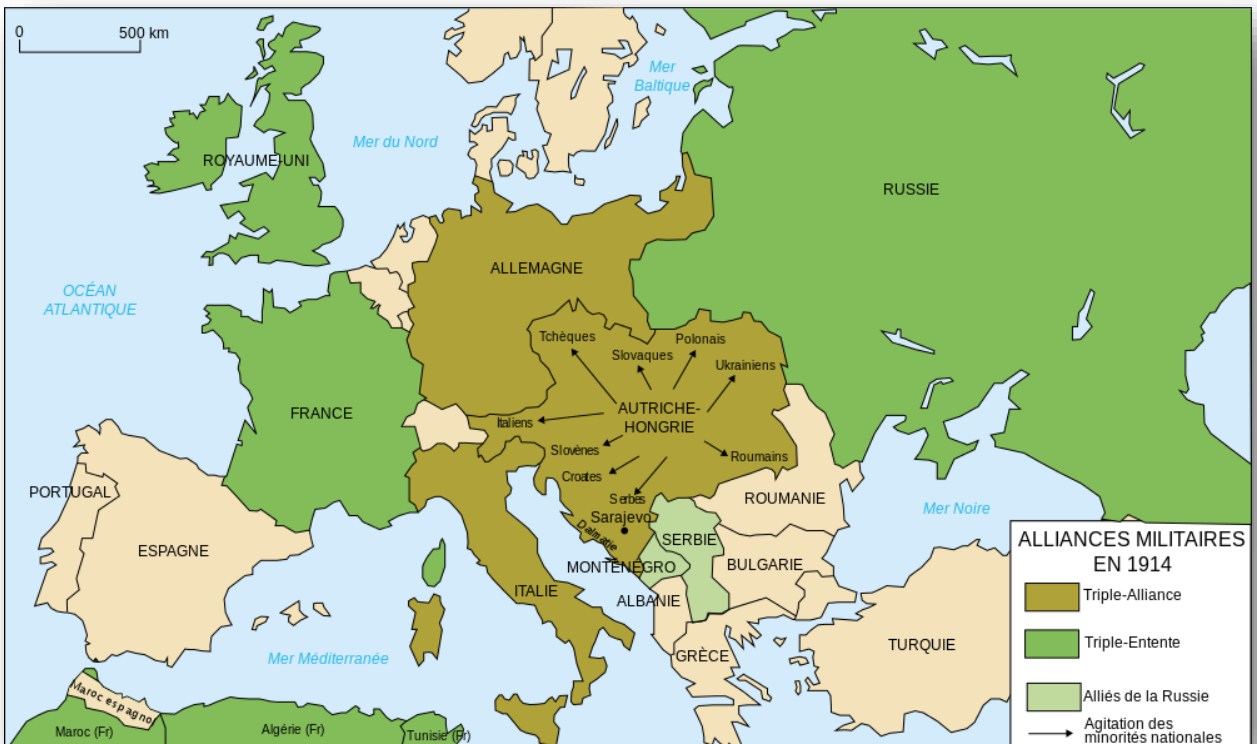 0 500 km
Mer
Baltique
Mer du Nord
ROYAUME-UNI
RUSSIE
ALLEMAGNE
OCÉAN
ATLANTIQUE
Tchèques
Polonais
Slovaques
Ukrainiens
FRANCE
AUTRICHE-
HONGRIE
Italiens
Slovènes
Roumains
Croates
PORTUGAL
Serbes
ROUMANIE
Mer Noire
Sarajevo
Dalmatie
SERBIE
ESPAGNE
MONTENEGRO
BULGARIE
ITALIE
ALBANIE
TURQUIE
GRÈCE
Mer Méditerranée
Maroc espagnol
Maroc (Fr)
Algérie (Fr)
Tunisie (Fr)
ALLIANCES MILITAIRES
EN 1914
Triple-Alliance
Triple-Entente
Alliés de la Russie
Agitation des
minorités nationales